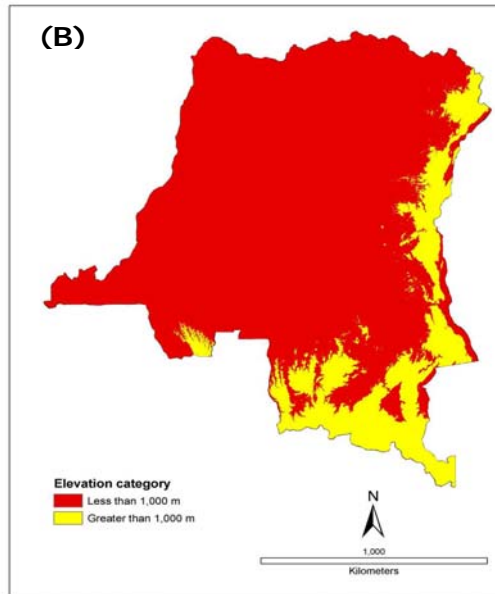 (B)
Elevation category
Less than 1,000 m
Greater than 1,000 m
N
1,000
Kilometers